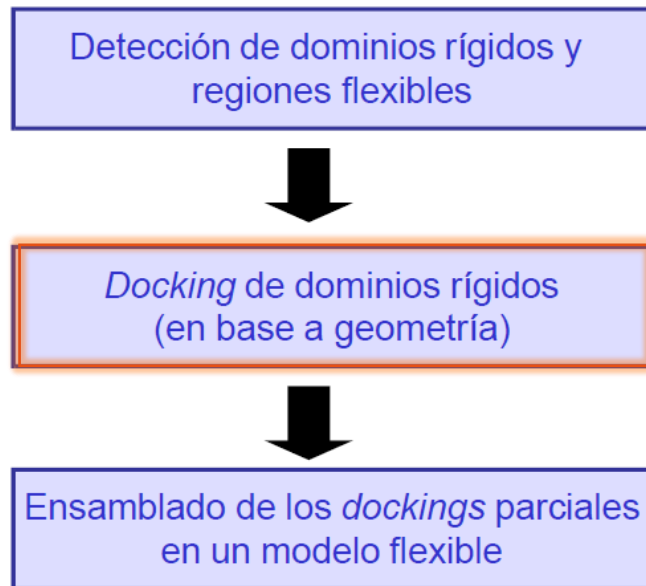 Detección de dominios rígidos y
regiones flexibles
Docking de dominios rígidos
(en base a geometría)
Ensamblado de los dockings parciales
en un modelo flexible